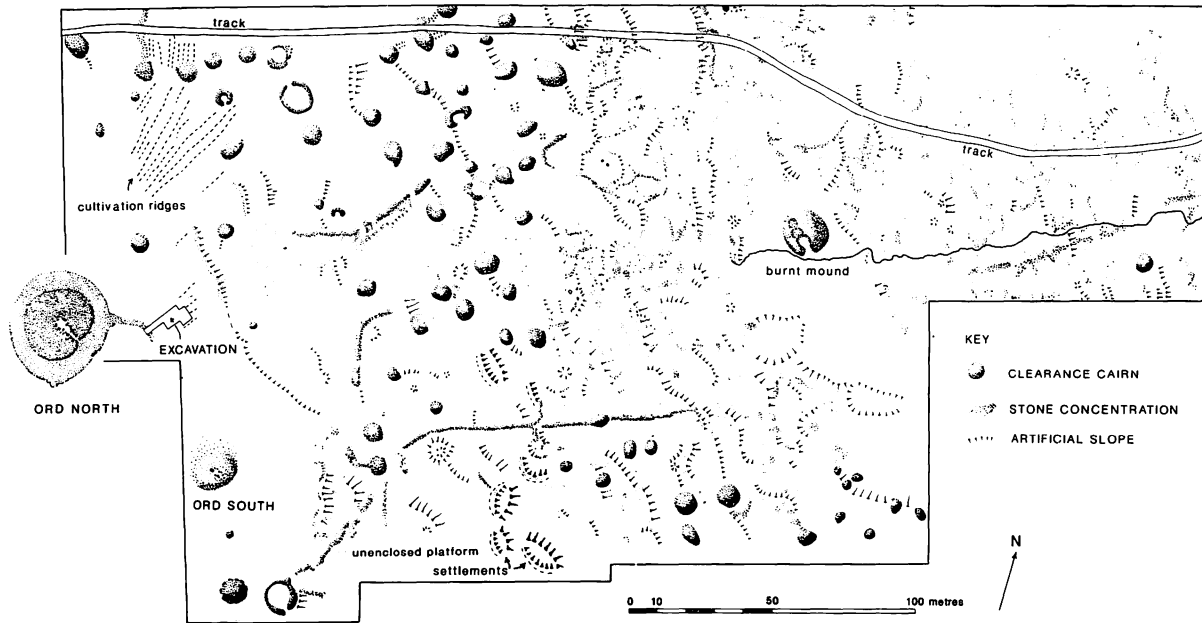 track
track
cultivation ridges
burnt mound
EXCAVATION
ORD NORTH
ORD SOUTH
unenclosed platform
settlements
KEY
CLEARANCE CAIRN
STONE CONCENTRATION
ARTIFICIAL SLOPE
N
0 10 50 100 metres